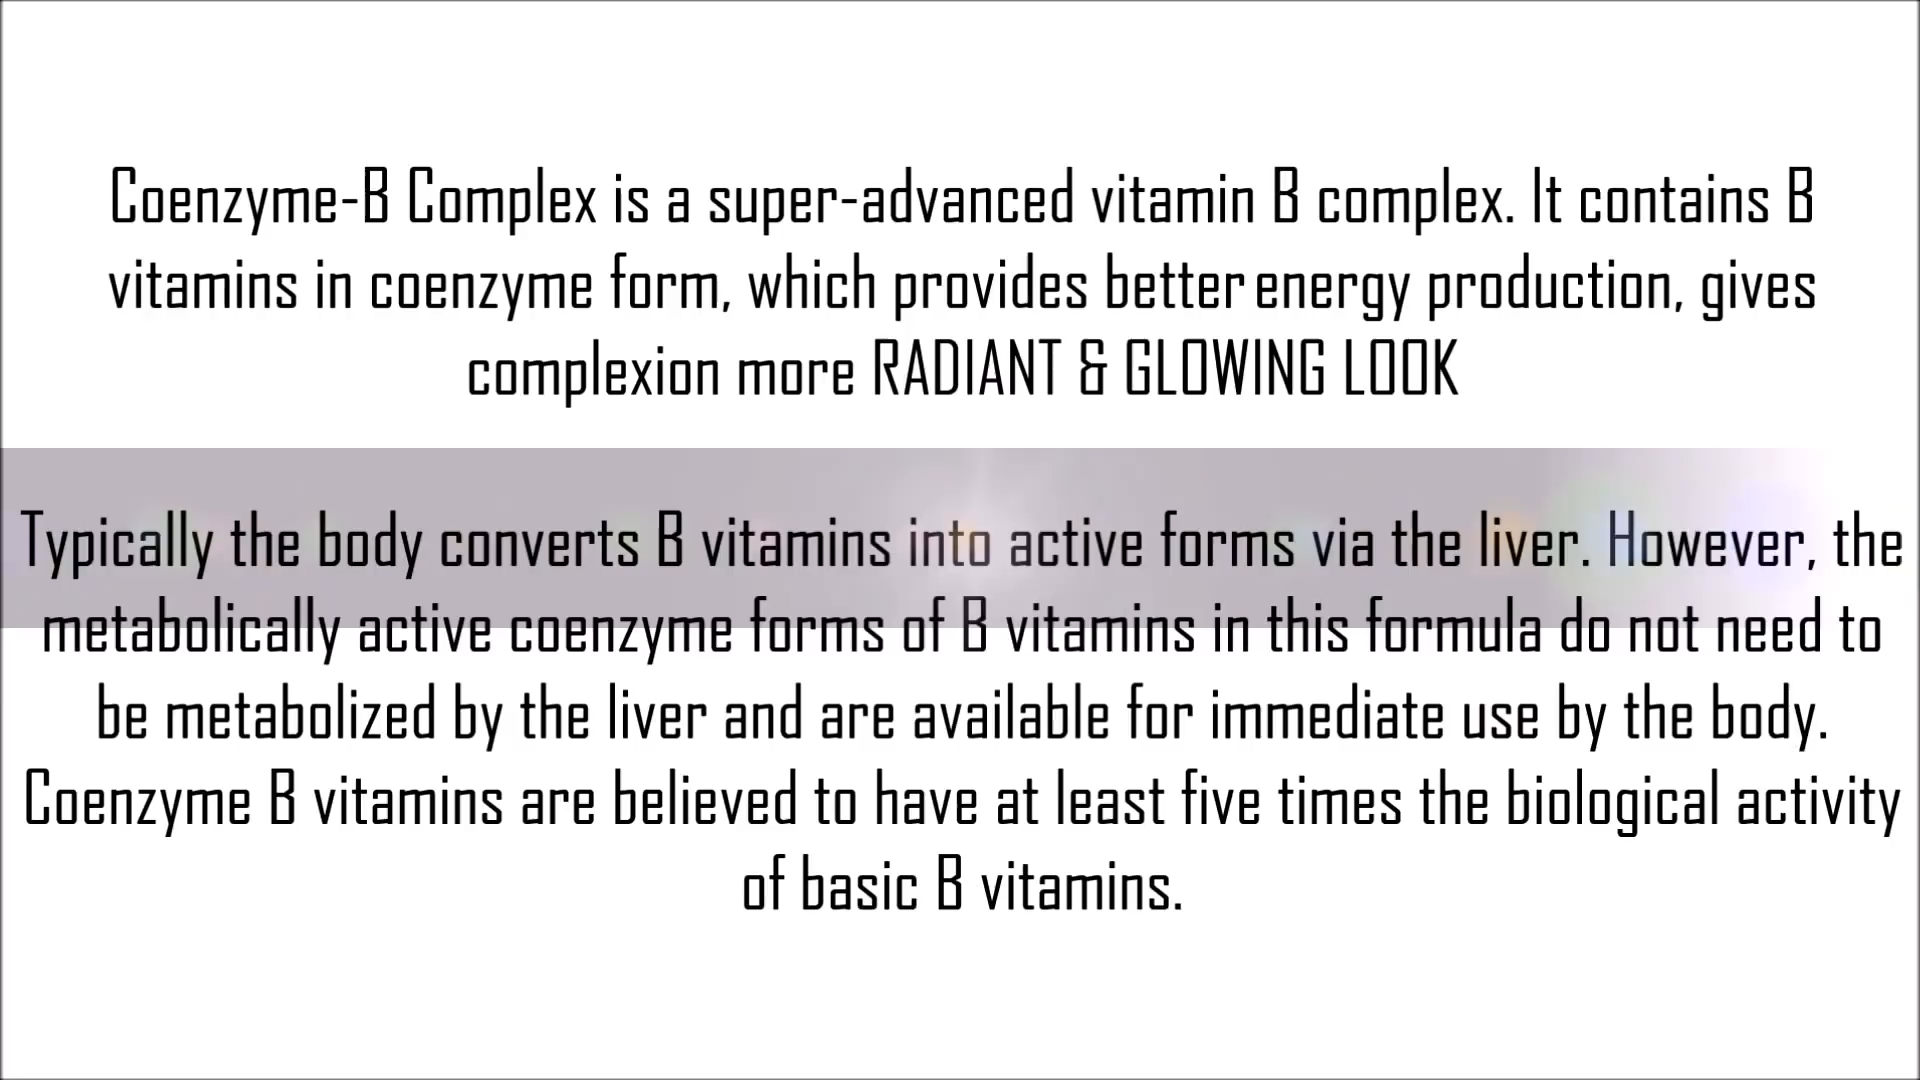 Coenzyme-B Complex is a super-advanced vitamin B complex. It contains B
vitamins in coenzyme form, which provides better energy production, gives
complexion more RADIANT & GLOWING LOOK
Typically the body converts B vitamins into active forms via the liver. However, the
metabolically active coenzyme forms of B vitamins in this formula do not need to
be metabolized by the liver and are available for immediate use by the body.
Coenzyme B vitamins are believed to have at least five times the biological activity
of basic B vitamins.